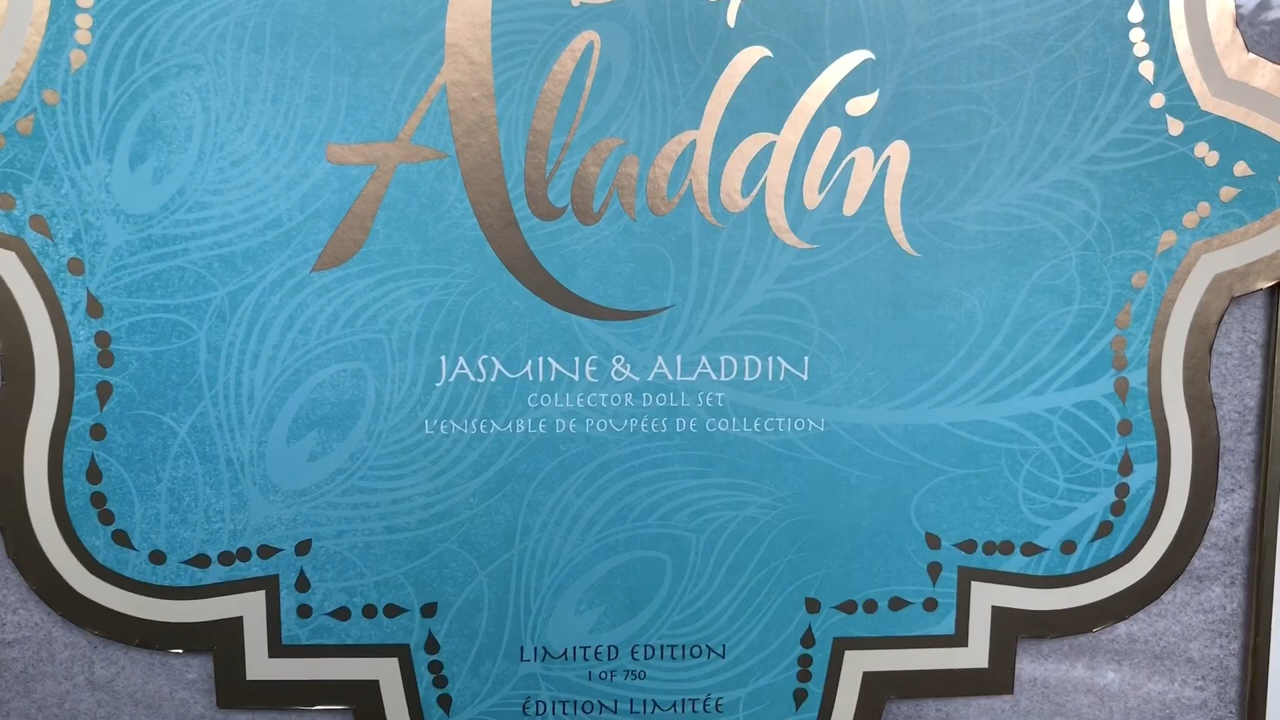 Aladdin
JASMINE & ALADDIN
COLLECTOR DOLL SET
L'ENSEMBLE DE POUPÉES DE COLLECTION
LIMITED EDITION
1 OF 750
ÉDITION LIMITÉE